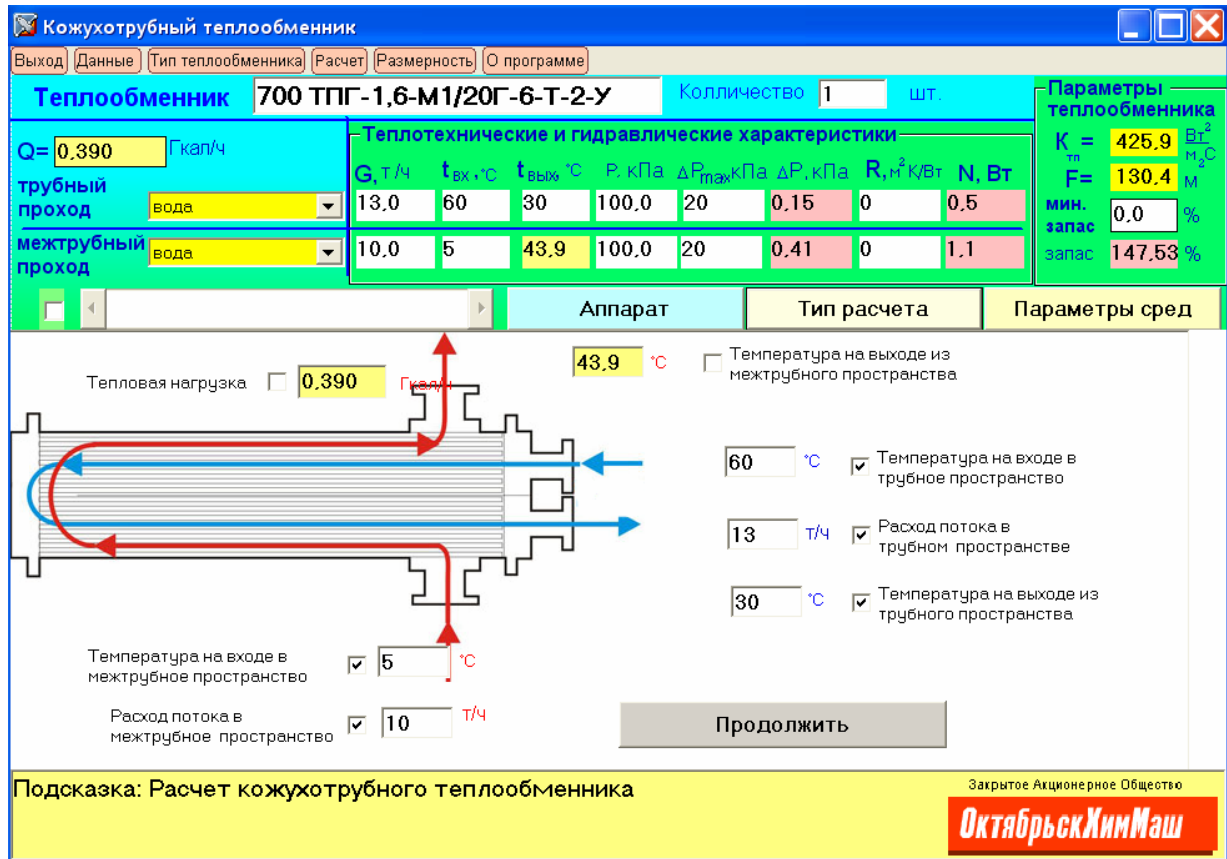 Кожухотрубный теплообменник
Выход Данные Тип теплообменника Расчет Размерность О программе
Теплообменник 700 ТПГ-1,6-М1/20Г-6-Т-2-У Колличество 1 шт.
Параметры теплообменника
Q= 0,390 Гкал/ч
Теплотехнические и гидравлические характеристики
G, т/ч t вх, °С t вых, °С P, кПа ΔPmax кПа ΔP, кПа R, м²К/Вт N, Вт
трубный проход вода 13,0 60 30 100,0 20 0,15 0 0,5
межтрубный проход вода 10,0 5 43,9 100,0 20 0,41 0 1,1
К тп = 425,9 Вт2
м2С
F= 130,4 м
мин. запас 0,0 %
запас 147,53 %
Аппарат Тип расчета Параметры сред
Тепловая нагрузка 0,390 Гкал/ч
43,9 °С Температура на выходе из
межтрубного пространства
60 °С Температура на входе в
трубное пространство
13 т/ч Расход потока в
трубном пространстве
30 °С Температура на выходе из
трубного пространства
Температура на входе в
межтрубное пространство 5 °С
Расход потока в
межтрубное пространство 10 т/ч
Продолжить
Подсказка: Расчет кожухотрубного теплообменника
Закрытое Акционерное Общество
ОктябрьскХимМаш